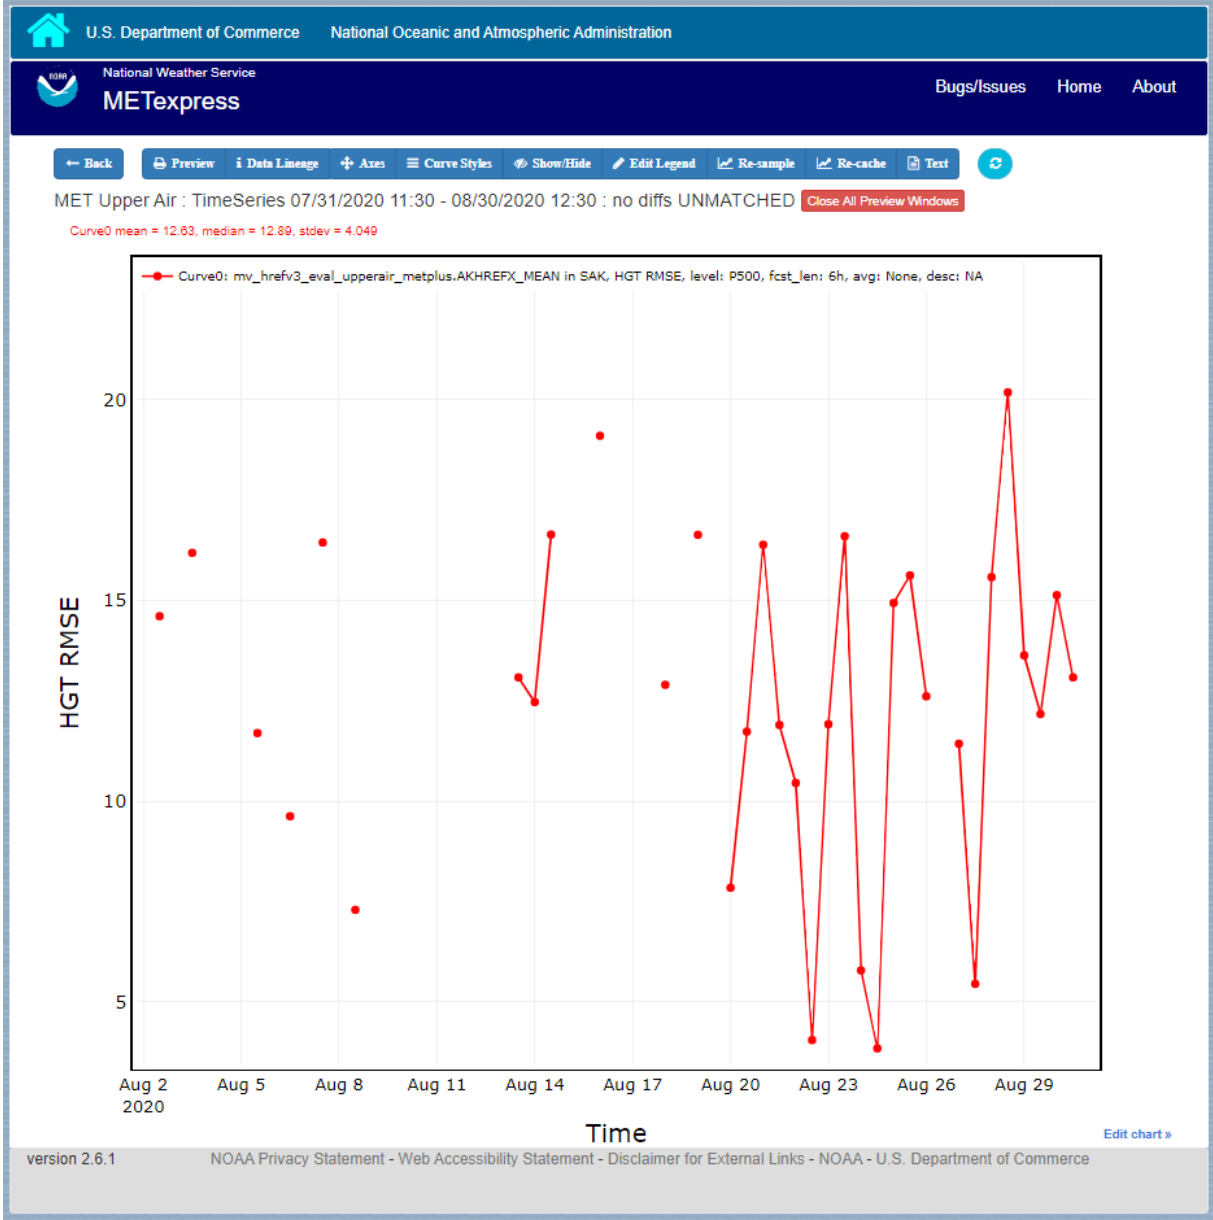 U.S. Department of Commerce National Oceanic and Atmospheric Administration
NOAA
National Weather Service
METexpress
Bugs/Issues Home About
Back Preview Data Lineage Axes Curve Styles Show/Hide Edit Legend Re-sample Re-cache Text
MET Upper Air : TimeSeries 07/31/2020 11:30 - 08/30/2020 12:30 : no diffs UNMATCHED Close All Preview Windows
Curve0 mean = 12.63, median = 12.89, stdev = 4.049
Curve0: mv_hrefv3_eval_upperair_metplus.AKHREFX_MEAN in SAK, HGT RMSE, level: P500, fcst_len: 6h, avg: None, desc: NA
HGT RMSE
20
15
10
5
Aug 2 Aug 5 Aug 8 Aug 11 Aug 14 Aug 17 Aug 20 Aug 23 Aug 26 Aug 29
2020
Time
Edit chart »
version 2.6.1 NOAA Privacy Statement - Web Accessibility Statement - Disclaimer for External Links - NOAA - U.S. Department of Commerce